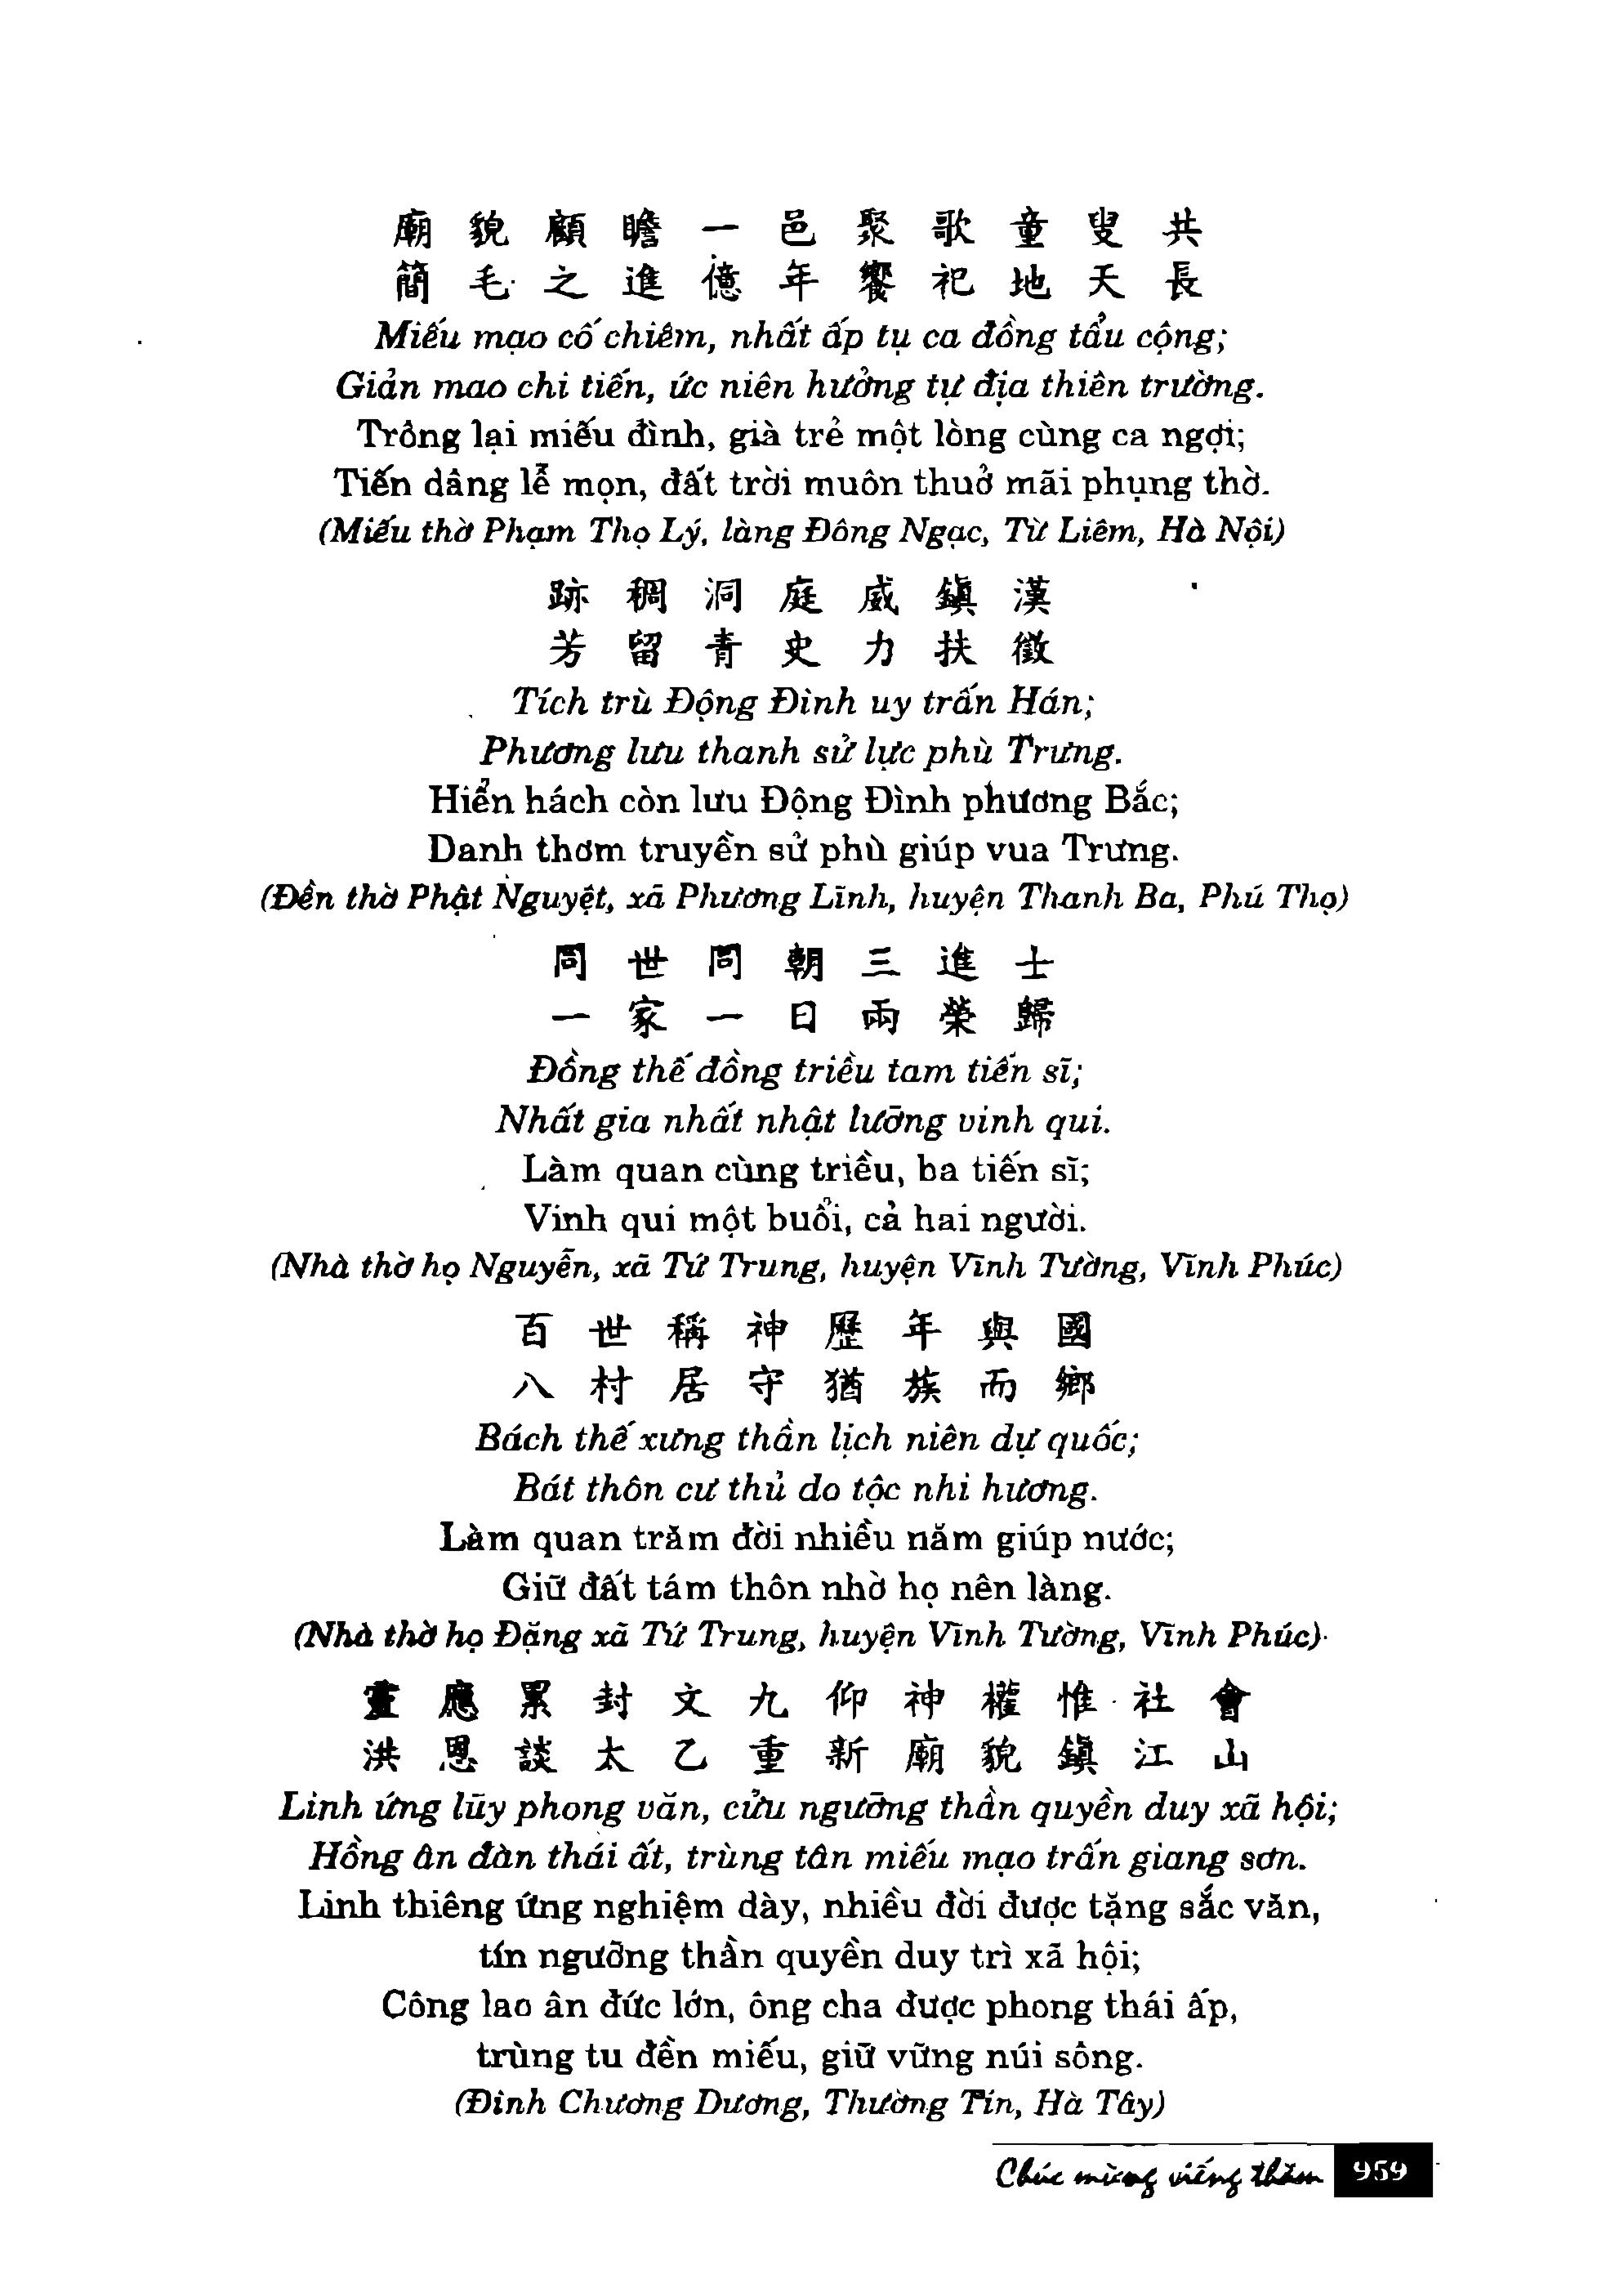 廟貌顧瞻一邑聚歌童叟共
簡毛之進億年饗祀地天長
Miếu mạo cố chiêm, nhất ấp tụ ca đồng tẩu cộng;
Giản mao chi tiến, ức niên hưởng tự địa thiên trường.
Trông lại miếu đình, già trẻ một lòng cùng ca ngợi;
Tiến dâng lễ mọn, đất trời muôn thuở mãi phụng thờ.
(Miếu thờ Phạm Thọ Lý, làng Đông Ngạc, Từ Liêm, Hà Nội)
跡稠洞庭威鎮漢
芳留青史力扶徵
Tích trù Động Đình uy trấn Hán;
Phương lưu thanh sử lực phù Trưng.
Hiển hách còn lưu Động Đình phương Bắc;
Danh thơm truyền sử phù giúp vua Trưng.
(Đền thờ Phật Nguyệt, xã Phương Lĩnh, huyện Thanh Ba, Phú Thọ)
同世同朝三進士
一家一日兩榮歸
Đồng thế đồng triều tam tiến sĩ;
Nhất gia nhất nhật lưỡng vinh qui.
Làm quan cùng triều, ba tiến sĩ;
Vinh qui một buổi, cả hai người.
(Nhà thờ họ Nguyễn, xã Tứ Trung, huyện Vĩnh Tường, Vĩnh Phúc)
百世稱神歷年與國
八村居守猶族而鄉
Bách thế xưng thần lịch niên dự quốc;
Bát thôn cư thủ do tộc nhi hương.
Làm quan trăm đời nhiều năm giúp nước;
Giữ đất tám thôn nhờ họ nên làng.
(Nhà thờ họ Đặng xã Tứ Trung, huyện Vĩnh Tường, Vĩnh Phúc)
靈應累封文九仰神權惟社會
洪恩談太乙重新廟貌鎮江山
Linh ứng lũy phong văn, cửu ngưỡng thần quyền duy xã hội;
Hồng ân đàn thái ất, trùng tân miếu mạo trấn giang sơn.
Linh thiêng ứng nghiệm dày, nhiều đời được tặng sắc văn,
tín ngưỡng thần quyền duy trì xã hội;
Công lao ân đức lớn, ông cha được phong thái ấp,
trùng tu đền miếu, giữ vững núi sông.
(Đình Chương Dương, Thường Tín, Hà Tây)
Chúc mừng viếng thăm 959